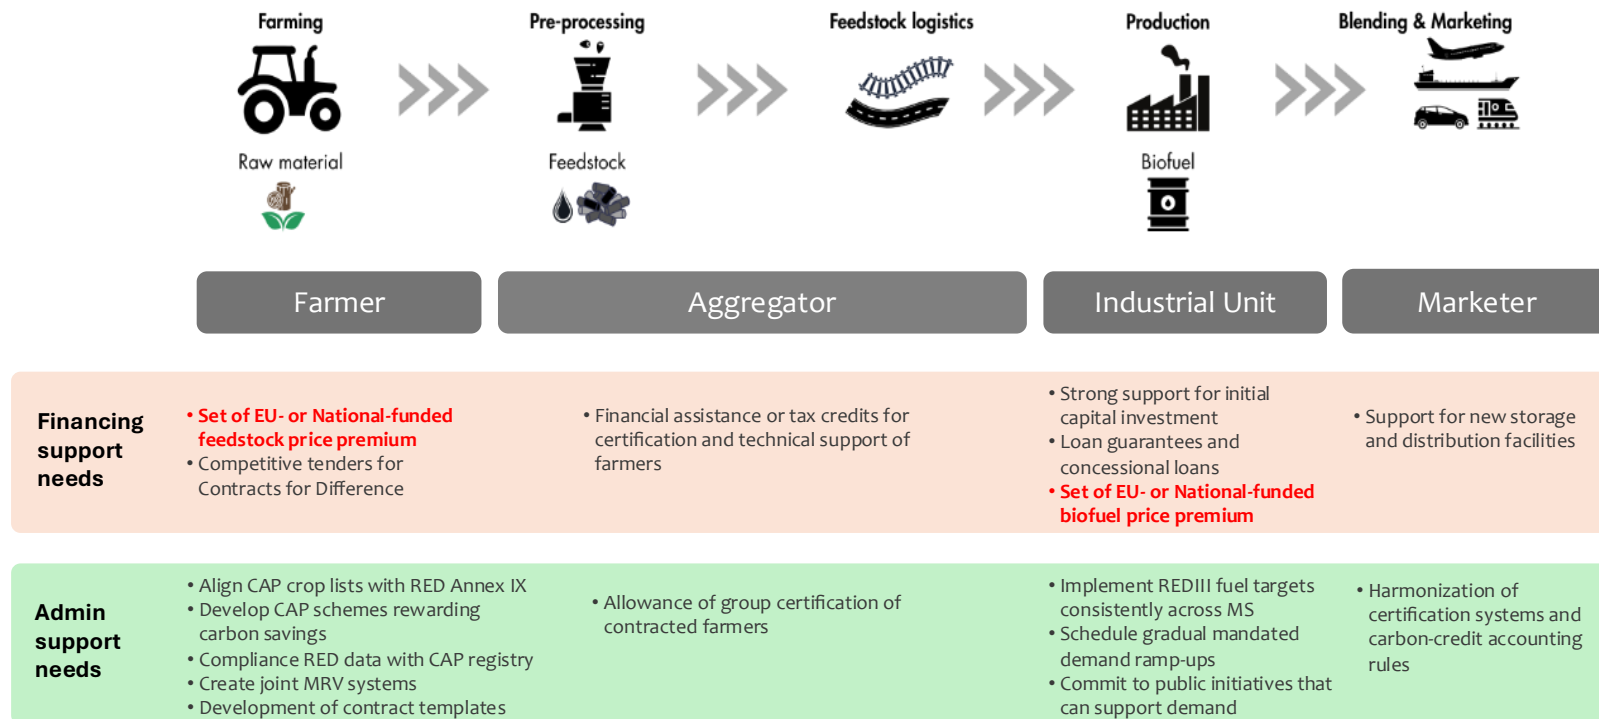 Farming
Pre-processing
Feedstock logistics
Production
Blending & Marketing
Raw material
Feedstock
Biofuel
Farmer
Aggregator
Industrial Unit
Marketer
Financing
support
needs
• Set of EU- or National-funded
feedstock price premium
• Competitive tenders for
Contracts for Difference
• Financial assistance or tax credits for
certification and technical support of
farmers
• Strong support for initial
capital investment
• Loan guarantees and
concessional loans
• Set of EU- or National-funded
biofuel price premium
• Support for new storage
and distribution facilities
Admin
support
needs
• Align CAP crop lists with RED Annex IX
• Develop CAP schemes rewarding
carbon savings
• Compliance RED data with CAP registry
• Create joint MRV systems
• Development of contract templates
• Allowance of group certification of
contracted farmers
• Implement REDIII fuel targets
consistently across MS
• Schedule gradual mandated
demand ramp-ups
• Commit to public initiatives that
can support demand
• Harmonization of
certification systems and
carbon-credit accounting
rules